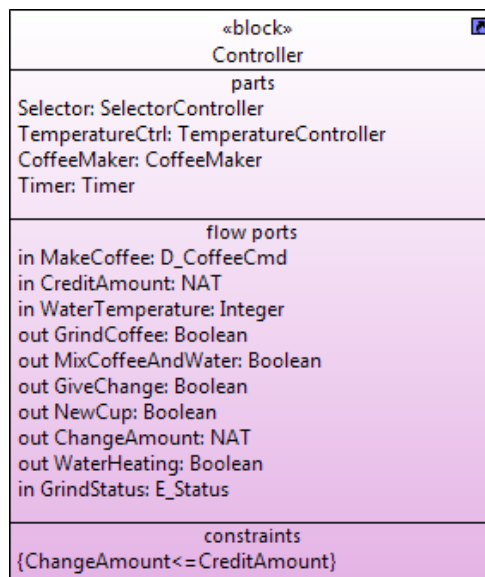 «block»
Controller
parts
Selector: SelectorController
TemperatureCtrl: TemperatureController
CoffeeMaker: CoffeeMaker
Timer: Timer
flow ports
in MakeCoffee: D_CoffeeCmd
in CreditAmount: NAT
in WaterTemperature: Integer
out GrindCoffee: Boolean
out MixCoffeeAndWater: Boolean
out GiveChange: Boolean
out NewCup: Boolean
out ChangeAmount: NAT
out WaterHeating: Boolean
in GrindStatus: E_Status
constraints
{ChangeAmount<=CreditAmount}